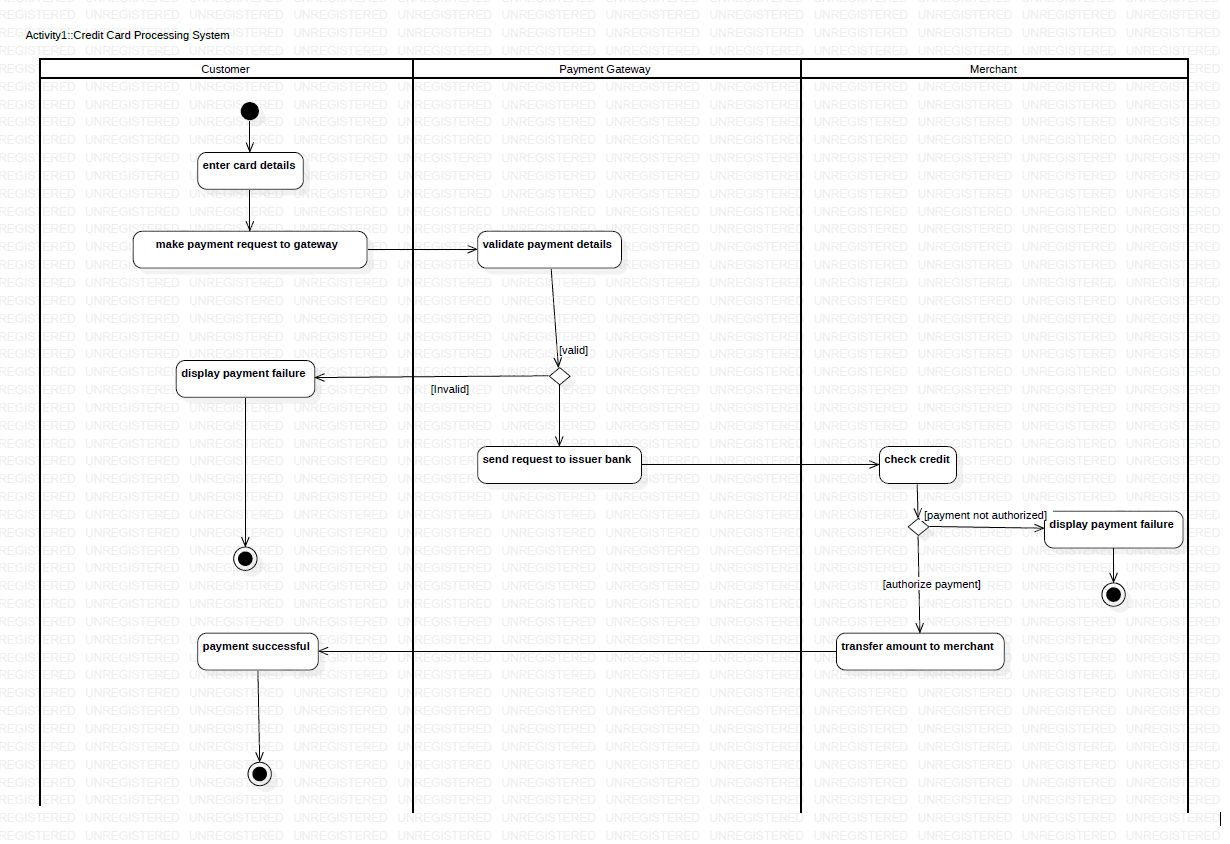 Activity1::Credit Card Processing System
Customer
Payment Gateway
Merchant
enter card details
make payment request to gateway
validate payment details
[valid]
display payment failure
[Invalid]
send request to issuer bank
check credit
[payment not authorized]
display payment failure
[authorize payment]
payment successful
transfer amount to merchant
UNREGISTERED